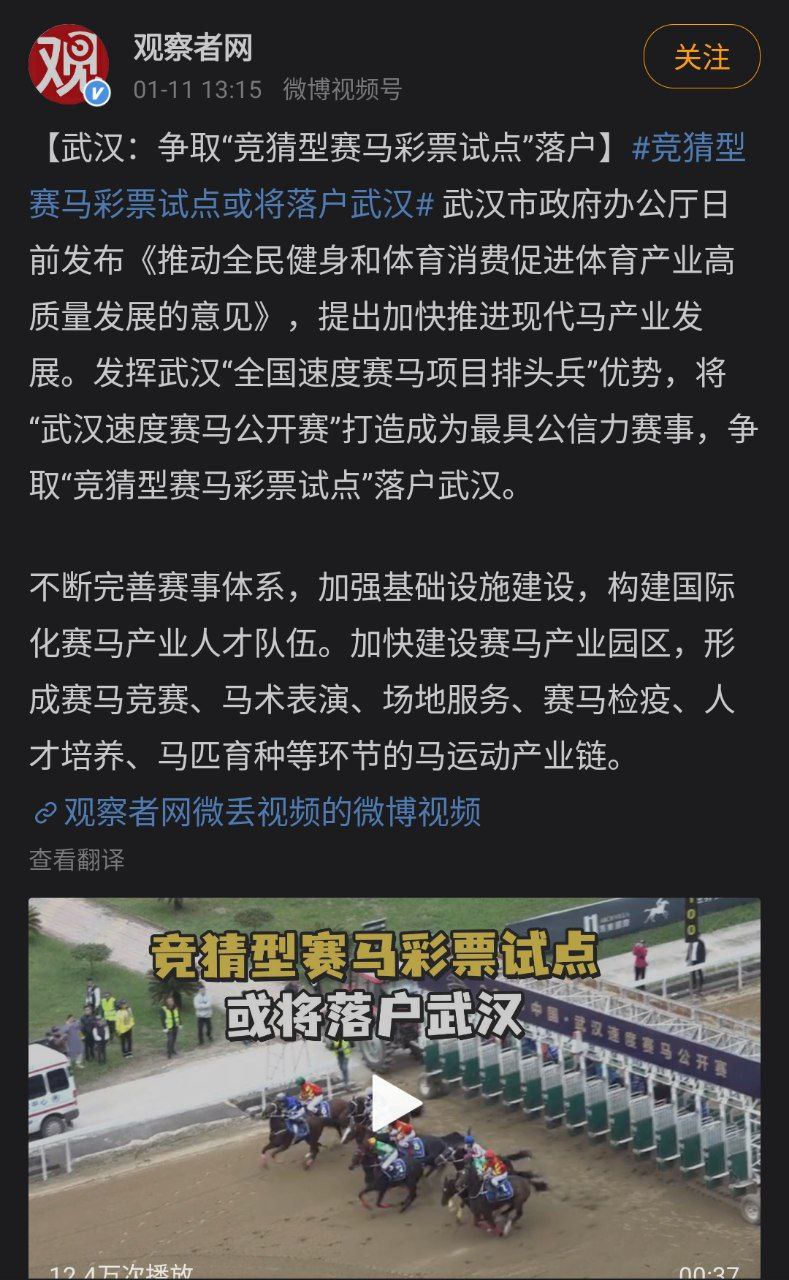 观
观察者网
01-11 13:15 微博视频号
关注
【武汉：争取“竞猜型赛马彩票试点”落户】#竞猜型
赛马彩票试点或将落户武汉# 武汉市政府办公厅日
前发布《推动全民健身和体育消费促进体育产业高
质量发展的意见》，提出加快推进现代马产业发
展。发挥武汉“全国速度赛马项目排头兵”优势，将
“武汉速度赛马公开赛”打造成为最具公信力赛事，争
取“竞猜型赛马彩票试点”落户武汉。
不断完善赛事体系，加强基础设施建设，构建国际
化赛马产业人才队伍。加快建设赛马产业园区，形
成赛马竞赛、马术表演、场地服务、赛马检疫、人
才培养、马匹育种等环节的马运动产业链。
观察者网微丢视频的微博视频
查看翻译
竞猜型赛马彩票试点
或将落户武汉
中国·武汉速度赛马公开赛
12.4万次播放
00:37